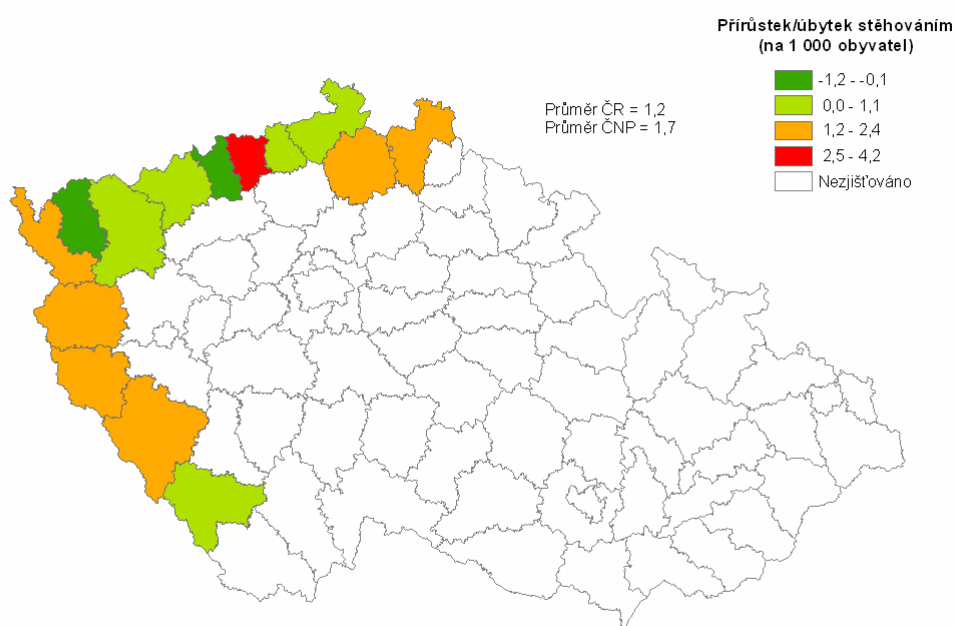 Přírůstek/úbytek stěhováním
(na 1 000 obyvatel)
-1,2 - -0,1
0,0 - 1,1
1,2 - 2,4
2,5 - 4,2
Nezjišťováno
Průměr ČR = 1,2
Průměr ČNP = 1,7